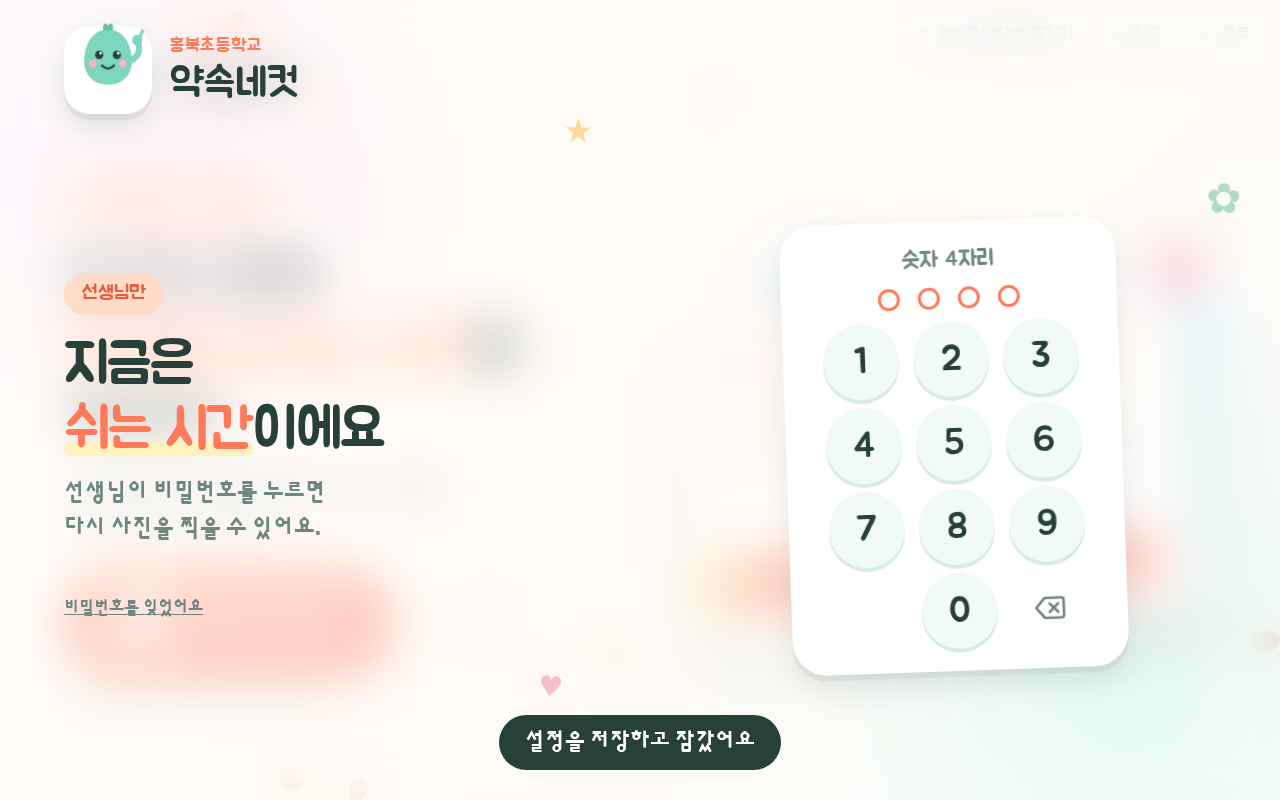 홍북초등학교
약속네컷
선생님만
지금은
쉬는 시간이에요
선생님이 비밀번호를 누르면
다시 사진을 찍을 수 있어요.
비밀번호를 잊었어요
숫자 4자리
1 2 3
4 5 6
7 8 9
0
설정을 저장하고 잠갔어요